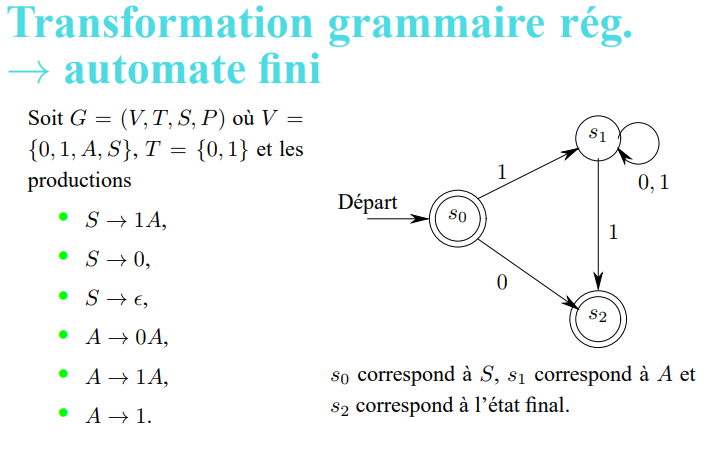 Transformation grammaire rég.
→ automate fini
Soit G = (V, T, S, P) où V =
{0, 1, A, S}, T = {0, 1} et les
productions
• S → 1A,
• S → 0,
• S → ϵ,
• A → 0A,
• A → 1A,
• A → 1.
Départ
s₀
1
s₁
0, 1
1
0
s₂
s₀ correspond à S, s₁ correspond à A et
s₂ correspond à l'état final.